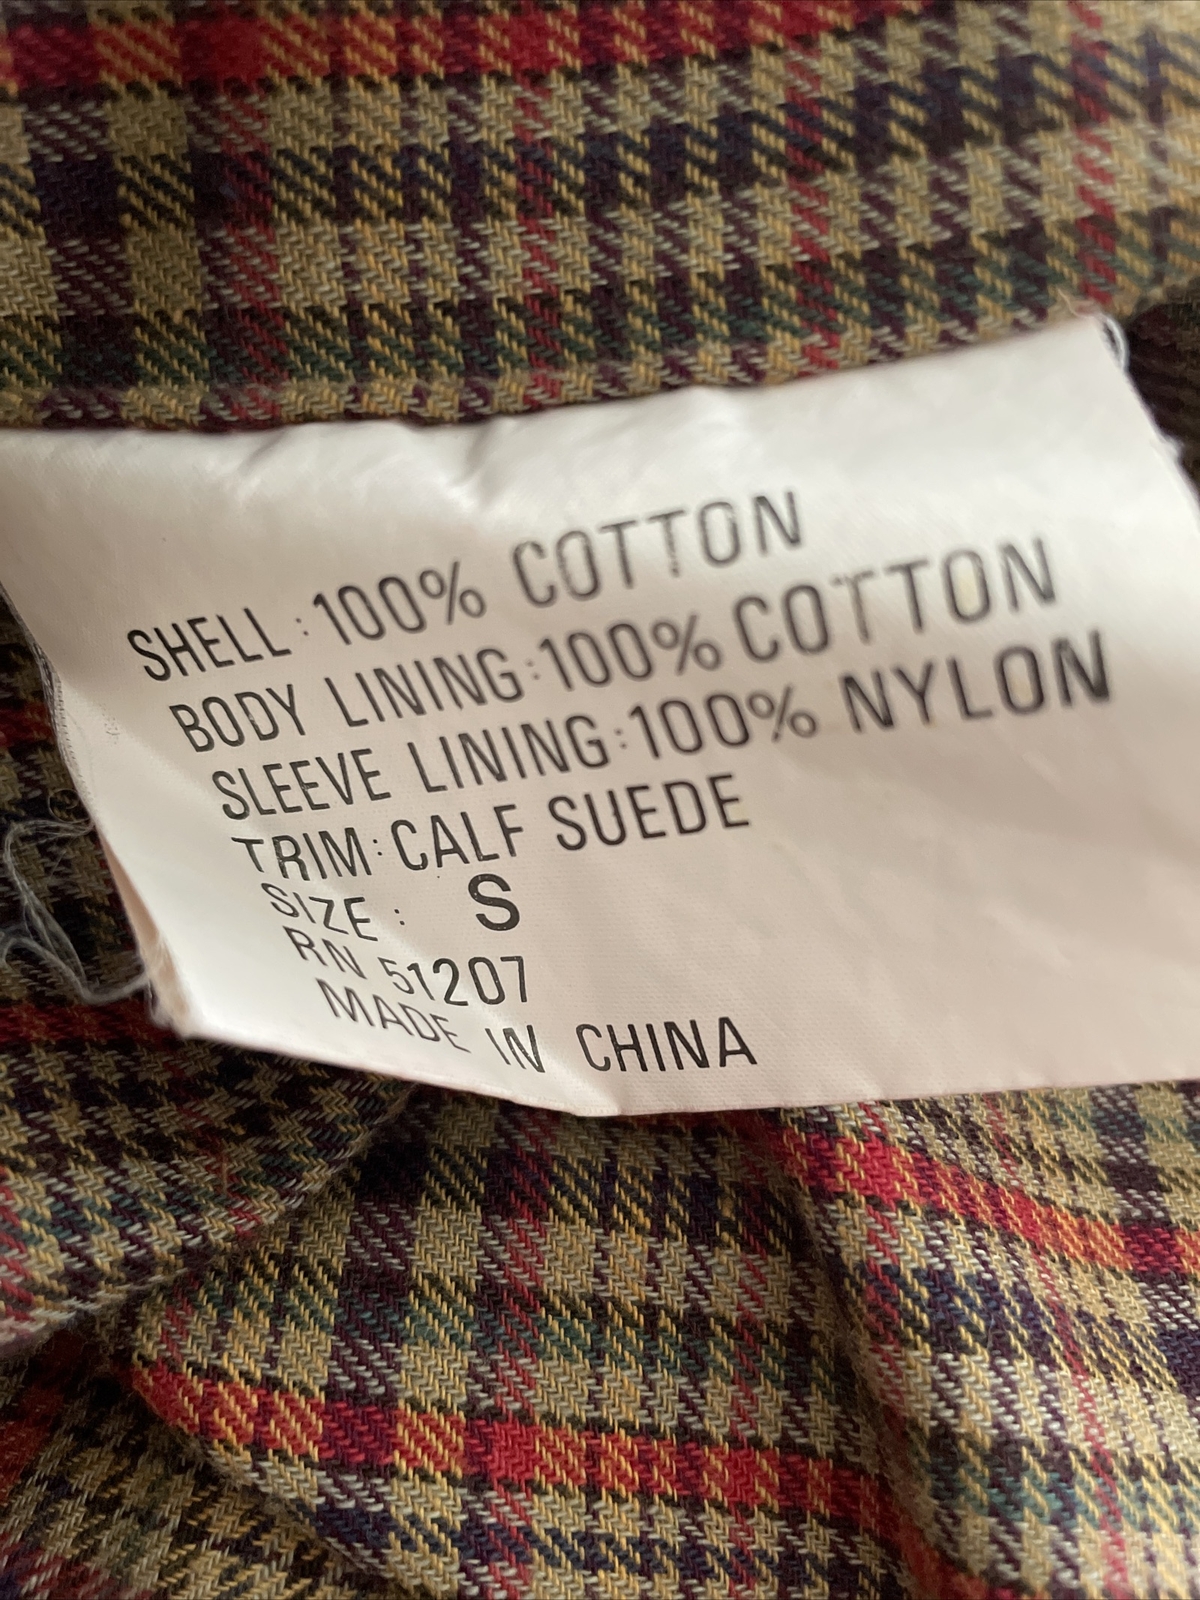 SHELL:100% COTTON
BODY LINING:100% COTTON
SLEEVE LINING:100% NYLON
TRIM:CALF SUEDE
SIZE: S
RN 51207
MADE IN CHINA